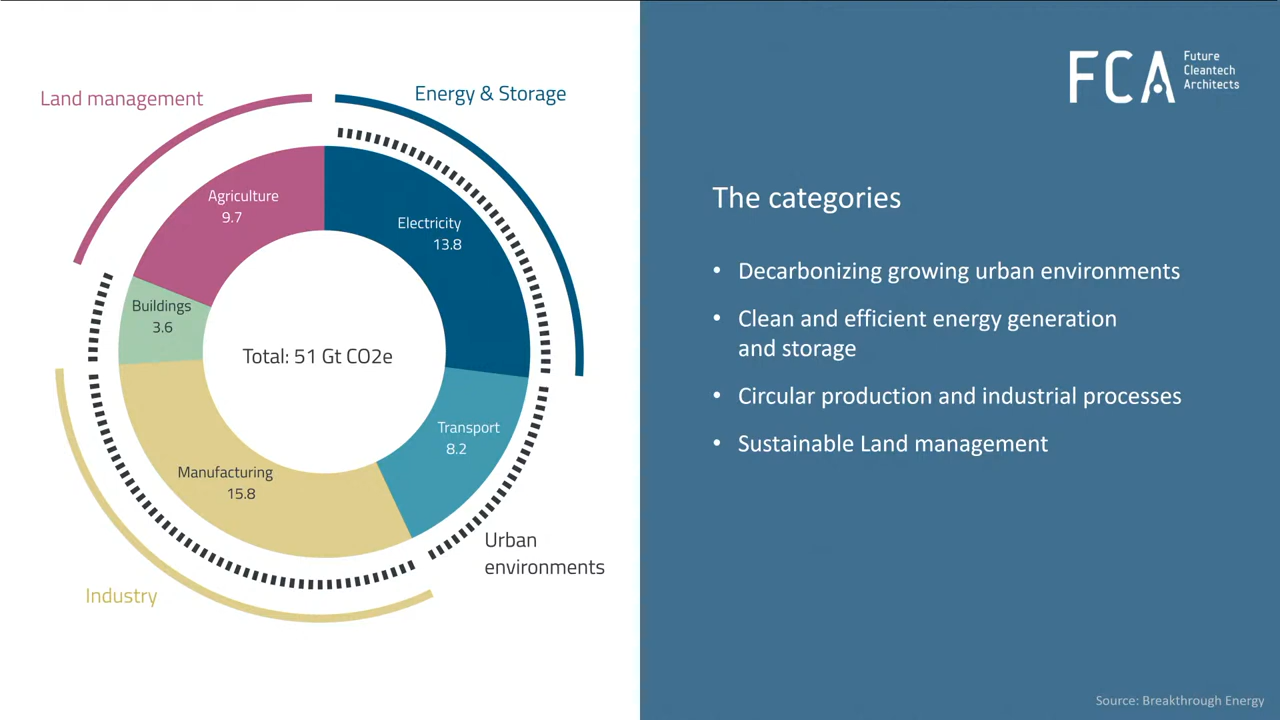 Land management
Energy & Storage
Agriculture
9.7
Electricity
13.8
Buildings
3.6
Total: 51 Gt CO2e
Transport
8.2
Manufacturing
15.8
Urban
environments
Industry
FCA
Future
Cleantech
Architects
The categories
• Decarbonizing growing urban environments
• Clean and efficient energy generation
and storage
• Circular production and industrial processes
• Sustainable Land management
Source: Breakthrough Energy